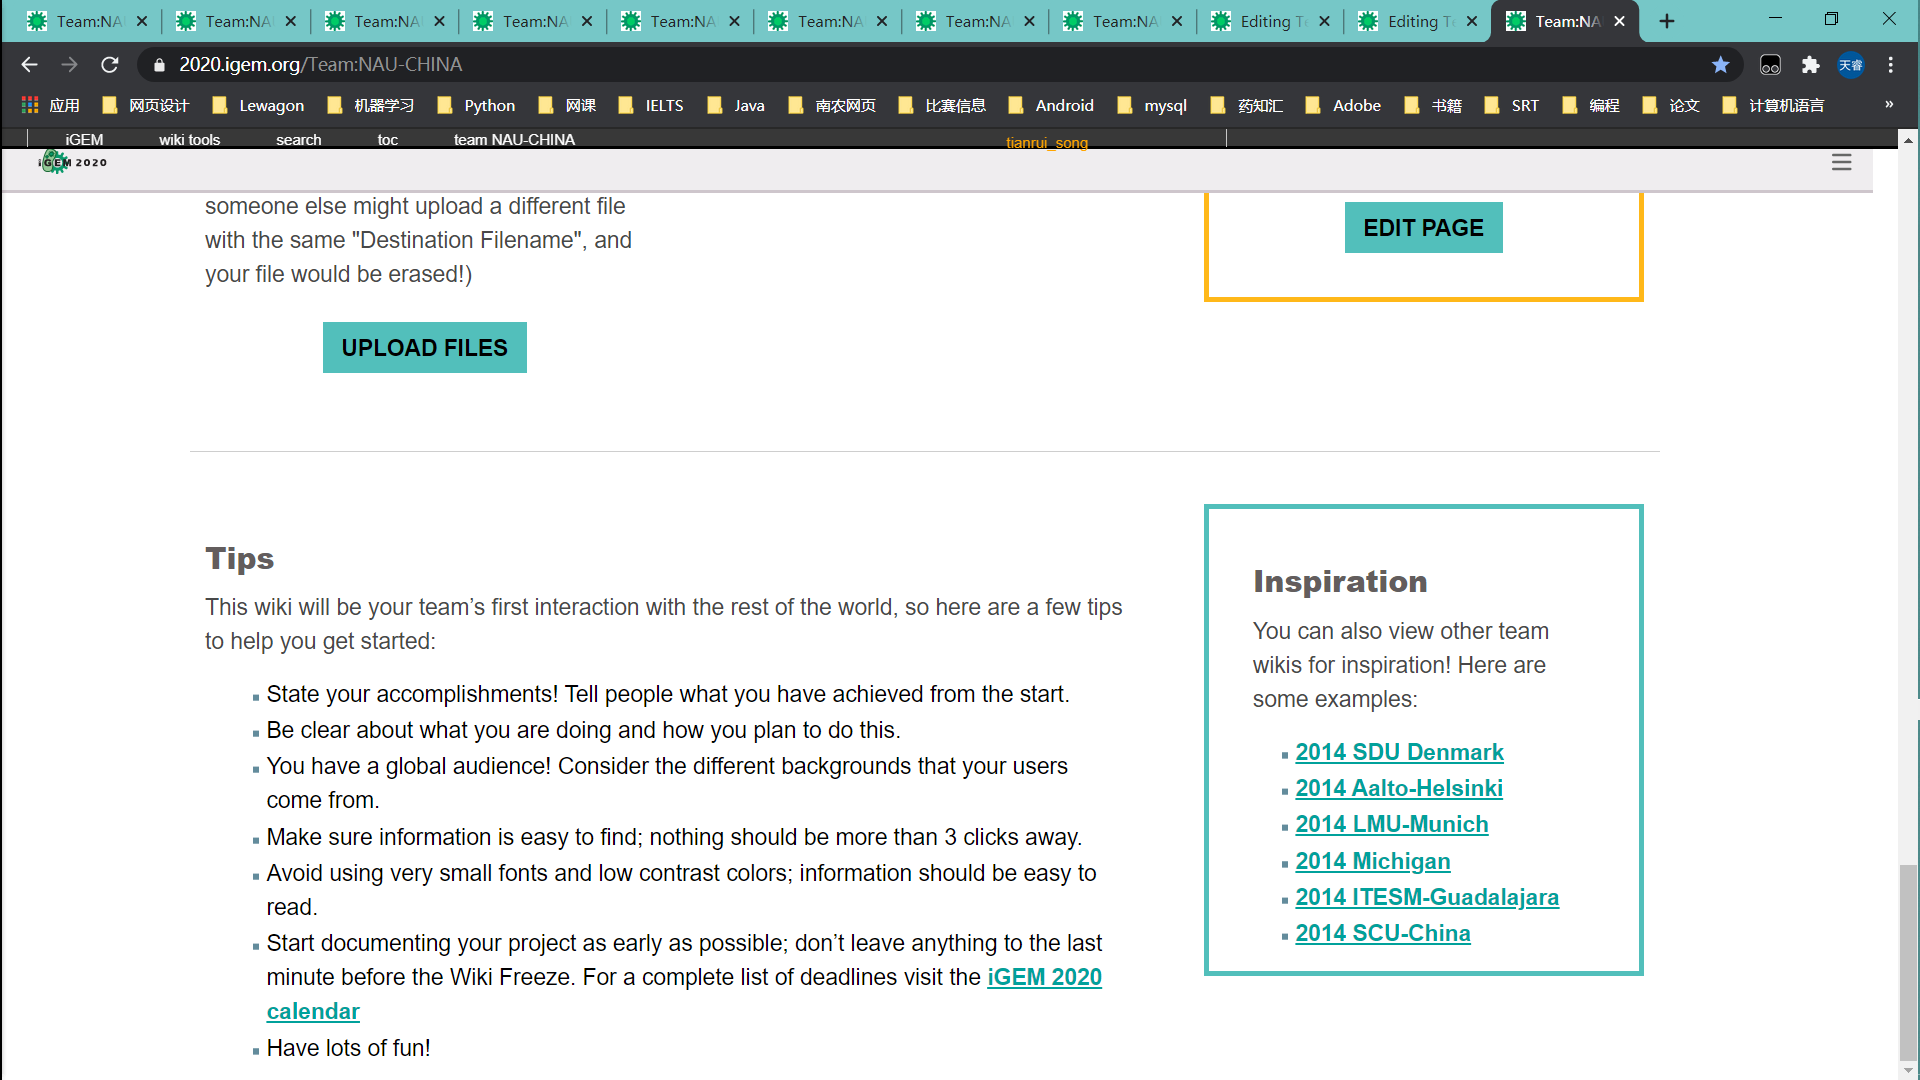 Team:NA
Team:NA
Team:NA
Team:NA
Team:NA
Team:NA
Team:NA
Team:NA
Editing Te
Editing Te
Team:NA
2020.igem.org/Team:NAU-CHINA
天睿
应用
网页设计
Lewagon
机器学习
Python
网课
IELTS
Java
南农网页
比赛信息
Android
mysql
药知汇
Adobe
书籍
SRT
编程
论文
计算机语言
»
iGEM
wiki tools
search
toc
team NAU-CHINA
tianrui_song
iGEM 2020
someone else might upload a different file
with the same "Destination Filename", and
your file would be erased!)
UPLOAD FILES
EDIT PAGE
Tips
This wiki will be your team’s first interaction with the rest of the world, so here are a few tips
to help you get started:
State your accomplishments! Tell people what you have achieved from the start.
Be clear about what you are doing and how you plan to do this.
You have a global audience! Consider the different backgrounds that your users
come from.
Make sure information is easy to find; nothing should be more than 3 clicks away.
Avoid using very small fonts and low contrast colors; information should be easy to
read.
Start documenting your project as early as possible; don’t leave anything to the last
minute before the Wiki Freeze. For a complete list of deadlines visit the iGEM 2020
calendar
Have lots of fun!
Inspiration
You can also view other team
wikis for inspiration! Here are
some examples:
2014 SDU Denmark
2014 Aalto-Helsinki
2014 LMU-Munich
2014 Michigan
2014 ITESM-Guadalajara
2014 SCU-China